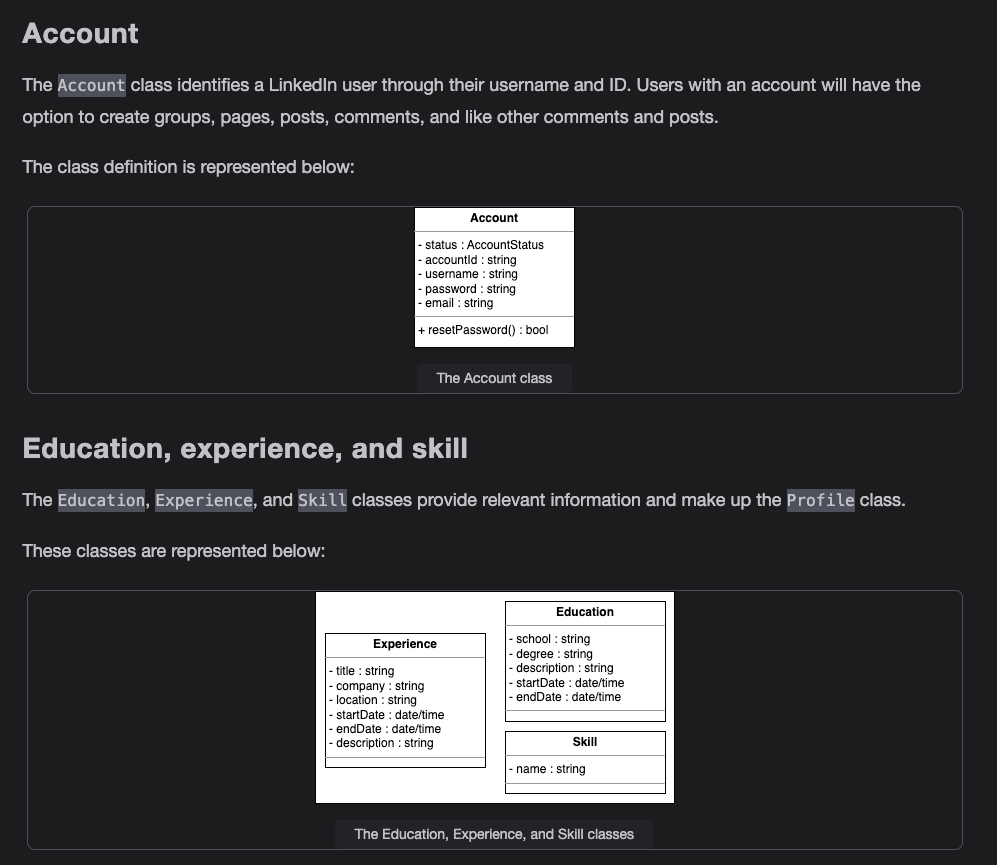 Account
The Account class identifies a LinkedIn user through their username and ID. Users with an account will have the
option to create groups, pages, posts, comments, and like other comments and posts.
The class definition is represented below:
Account
- status : AccountStatus
- accountId : string
- username : string
- password : string
- email : string
+ resetPassword() : bool
The Account class
Education, experience, and skill
The Education, Experience, and Skill classes provide relevant information and make up the Profile class.
These classes are represented below:
Experience
- title : string
- company : string
- location : string
- startDate : date/time
- endDate : date/time
- description : string
Education
- school : string
- degree : string
- description : string
- startDate : date/time
- endDate : date/time
Skill
- name : string
The Education, Experience, and Skill classes